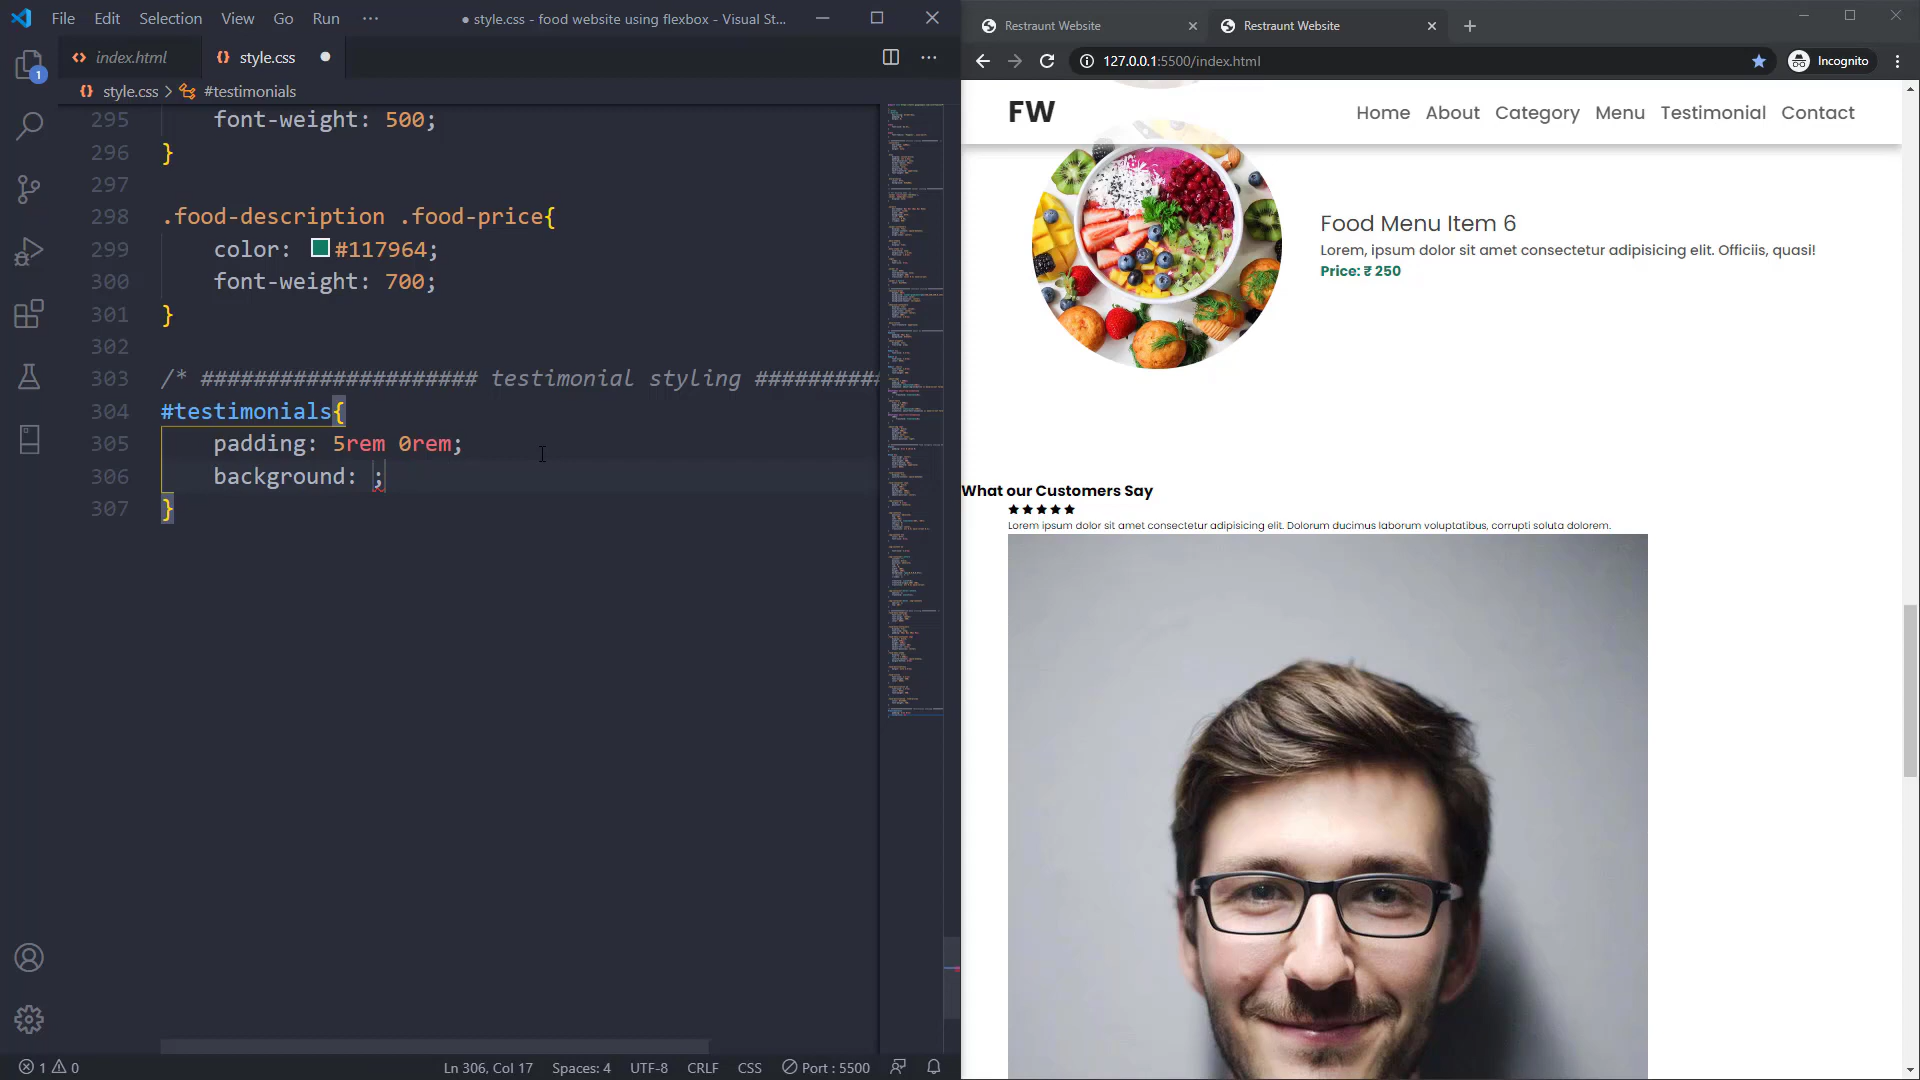 File Edit Selection View Go Run ···
● style.css - food website using flexbox - Visual St...
index.html
style.css
style.css > #testimonials
295 font-weight: 500;
296 }
297
298 .food-description .food-price{
299 color: #117964;
300 font-weight: 700;
301 }
302
303 /* ##################### testimonial styling ##########
304 #testimonials{
305 padding: 5rem 0rem;
306 background: ;
307 }
1
1 0
Ln 306, Col 17 Spaces: 4 UTF-8 CRLF CSS Port : 5500
Restraunt Website
Restraunt Website
127.0.0.1:5500/index.html
Incognito
FW
Home About Category Menu Testimonial Contact
Food Menu Item 6
Lorem, ipsum dolor sit amet consectetur adipisicing elit. Officiis, quasi!
Price: ₹ 250
What our Customers Say
Lorem ipsum dolor sit amet consectetur adipisicing elit. Dolorum ducimus laborum voluptatibus, corrupti soluta dolorem.